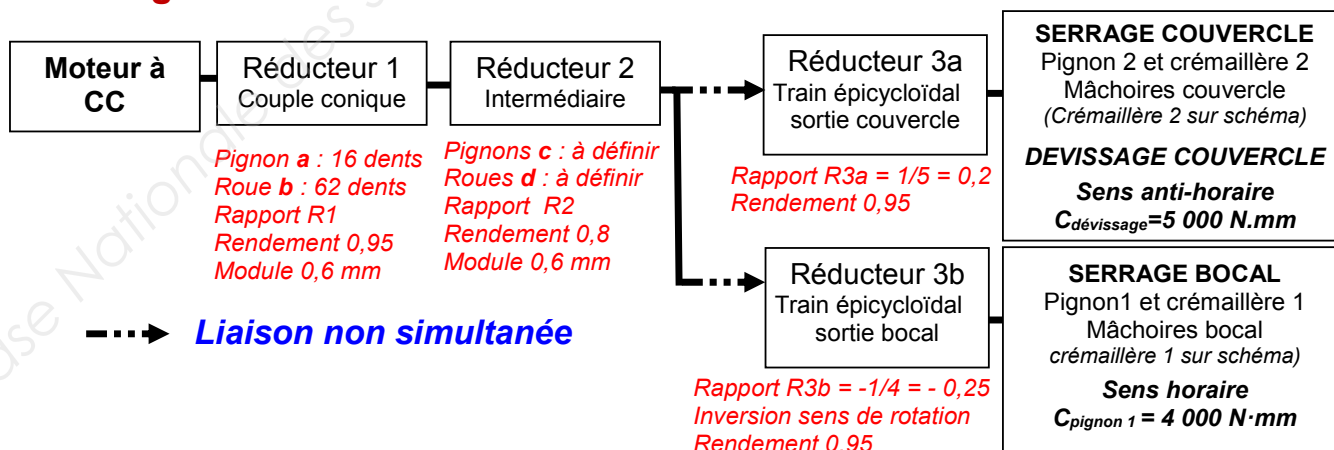 Base Nationale des s
Moteur à
CC
Réducteur 1
Couple conique
Pignon a : 16 dents
Roue b : 62 dents
Rapport R1
Rendement 0,95
Module 0,6 mm
Réducteur 2
Intermédiaire
Pignons c : à définir
Roues d : à définir
Rapport R2
Rendement 0,8
Module 0,6 mm
Réducteur 3a
Train épicycloïdal
sortie couvercle
Rapport R3a = 1/5 = 0,2
Rendement 0,95
SERRAGE COUVERCLE
Pignon 2 et crémaillère 2
Mâchoires couvercle
(Crémaillère 2 sur schéma)
DEVISSAGE COUVERCLE
Sens anti-horaire
Cdévissage=5 000 N.mm
Réducteur 3b
Train épicycloïdal
sortie bocal
Rapport R3b = -1/4 = - 0,25
Inversion sens de rotation
Rendement 0,95
SERRAGE BOCAL
Pignon1 et crémaillère 1
Mâchoires bocal
crémaillère 1 sur schéma)
Sens horaire
Cpignon 1 = 4 000 N·mm
Liaison non simultanée